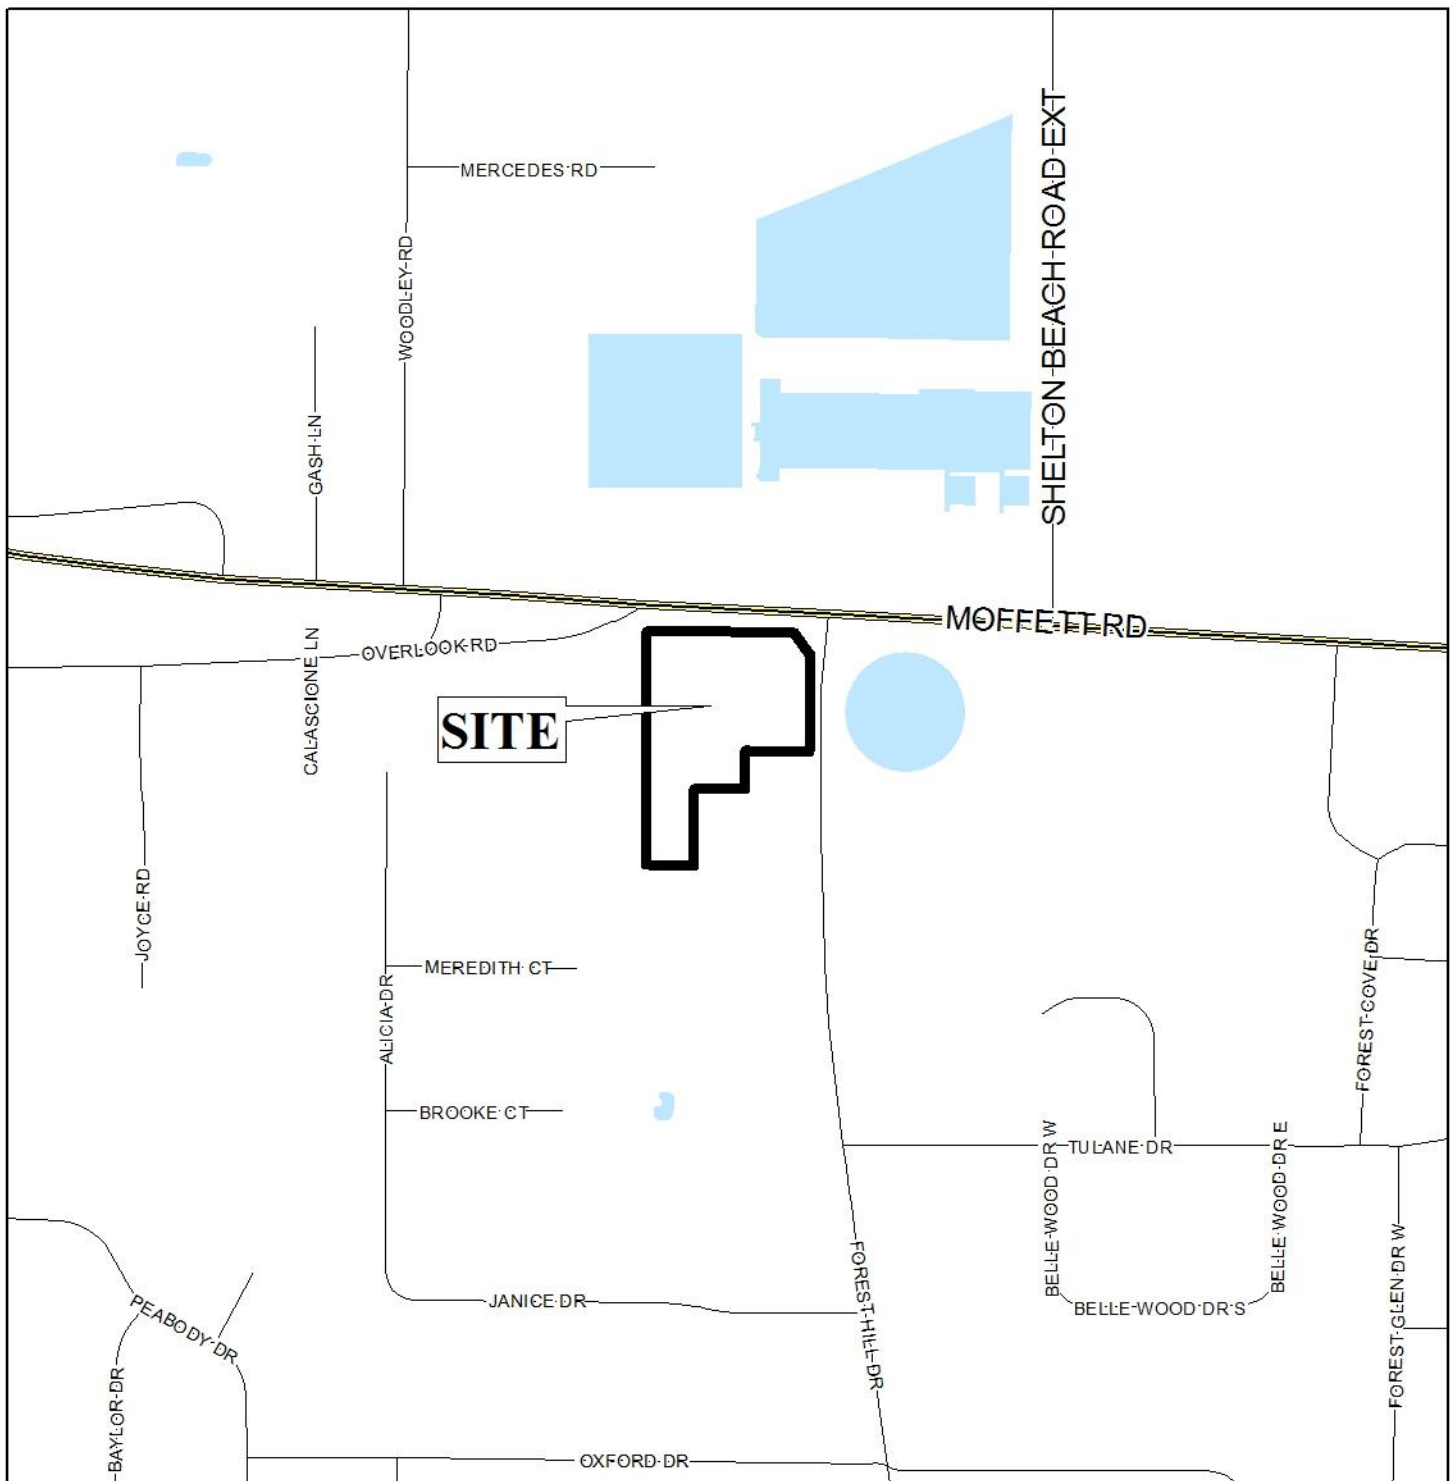 SHELTON BEACH ROAD EXT
MERCEDES RD
WOODLEY RD
GASH LN
MOFFETT RD
OVERLOOK RD
CALASCIONE LN
SITE
JOYCE RD
MEREDITH CT
ALICIA DR
FOREST COVE DR
BROOKE CT
TULANE DR
BELLE WOOD DR W
BELLE WOOD DR E
FOREST HILL DR
FOREST GLEN DR W
JANICE DR
BELLE WOOD DR S
PEABODY DR
BAYLOR DR
OXFORD DR